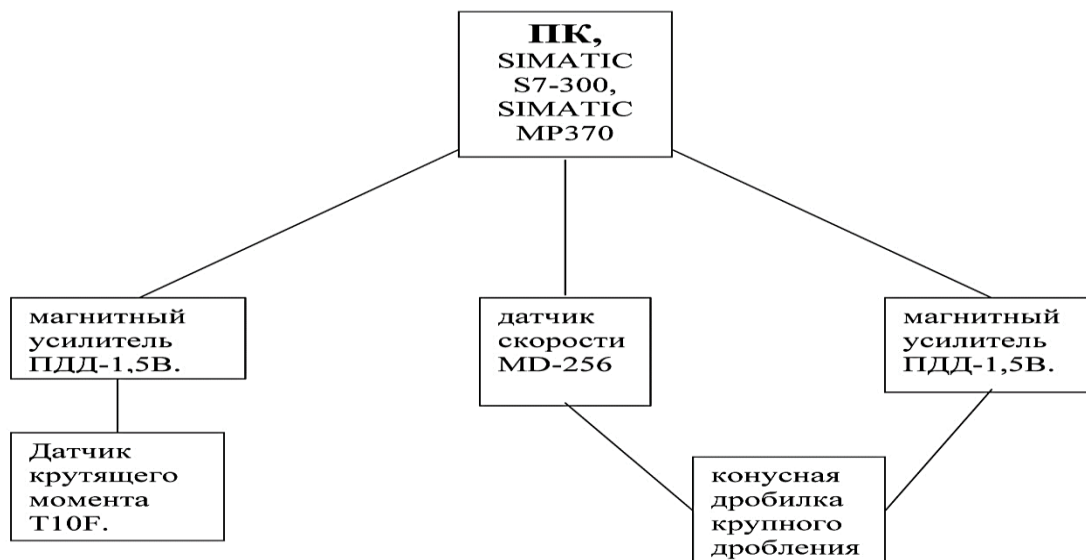 ПК,
SIMATIC
S7-300,
SIMATIC
MP370
магнитный
усилитель
ПДД-1,5В.
датчик
скорости
MD-256
магнитный
усилитель
ПДД-1,5В.
Датчик
крутящего
момента
T10F.
конусная
дробилка
крупного
дробления